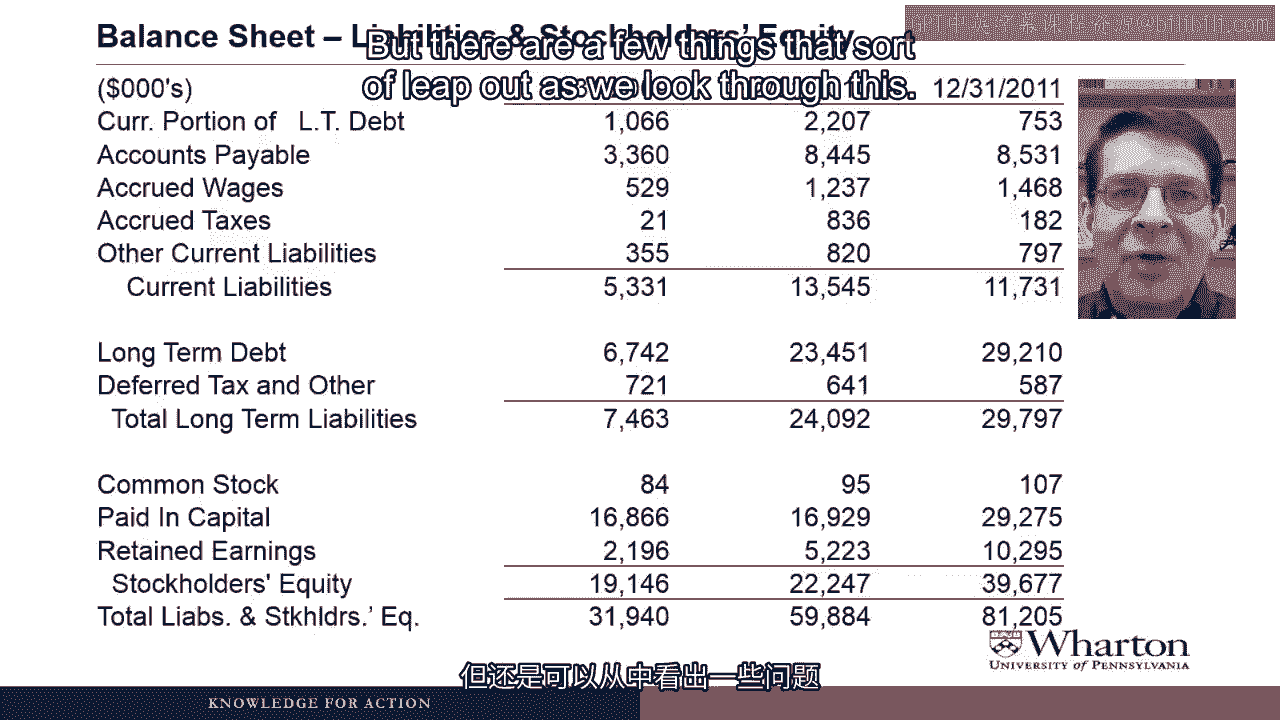 Balance Sheet – Liabilities & Stockholders' Equity
But there are a few things that sort
of leap out as we look through this.
($000's) 12/31/2011
Curr. Portion of L.T. Debt 1,066 2,207 753
Accounts Payable 3,360 8,445 8,531
Accrued Wages 529 1,237 1,468
Accrued Taxes 21 836 182
Other Current Liabilities 355 820 797
Current Liabilities 5,331 13,545 11,731
Long Term Debt 6,742 23,451 29,210
Deferred Tax and Other 721 641 587
Total Long Term Liabilities 7,463 24,092 29,797
Common Stock 84 95 107
Paid In Capital 16,866 16,929 29,275
Retained Earnings 2,196 5,223 10,295
Stockholders' Equity 19,146 22,247 39,677
Total Liabs. & Stkhldrs.' Eq. 31,940 59,884 81,205
Wharton
UNIVERSITY of PENNSYLVANIA
但还是可以从中看出一些问题
KNOWLEDGE FOR ACTION